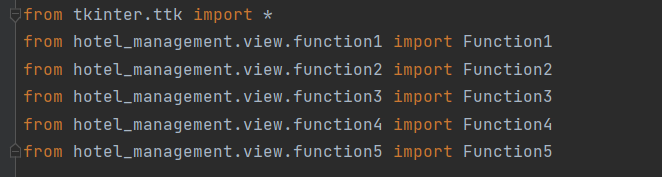 from tkinter.ttk import *
from hotel_management.view.function1 import Function1
from hotel_management.view.function2 import Function2
from hotel_management.view.function3 import Function3
from hotel_management.view.function4 import Function4
from hotel_management.view.function5 import Function5